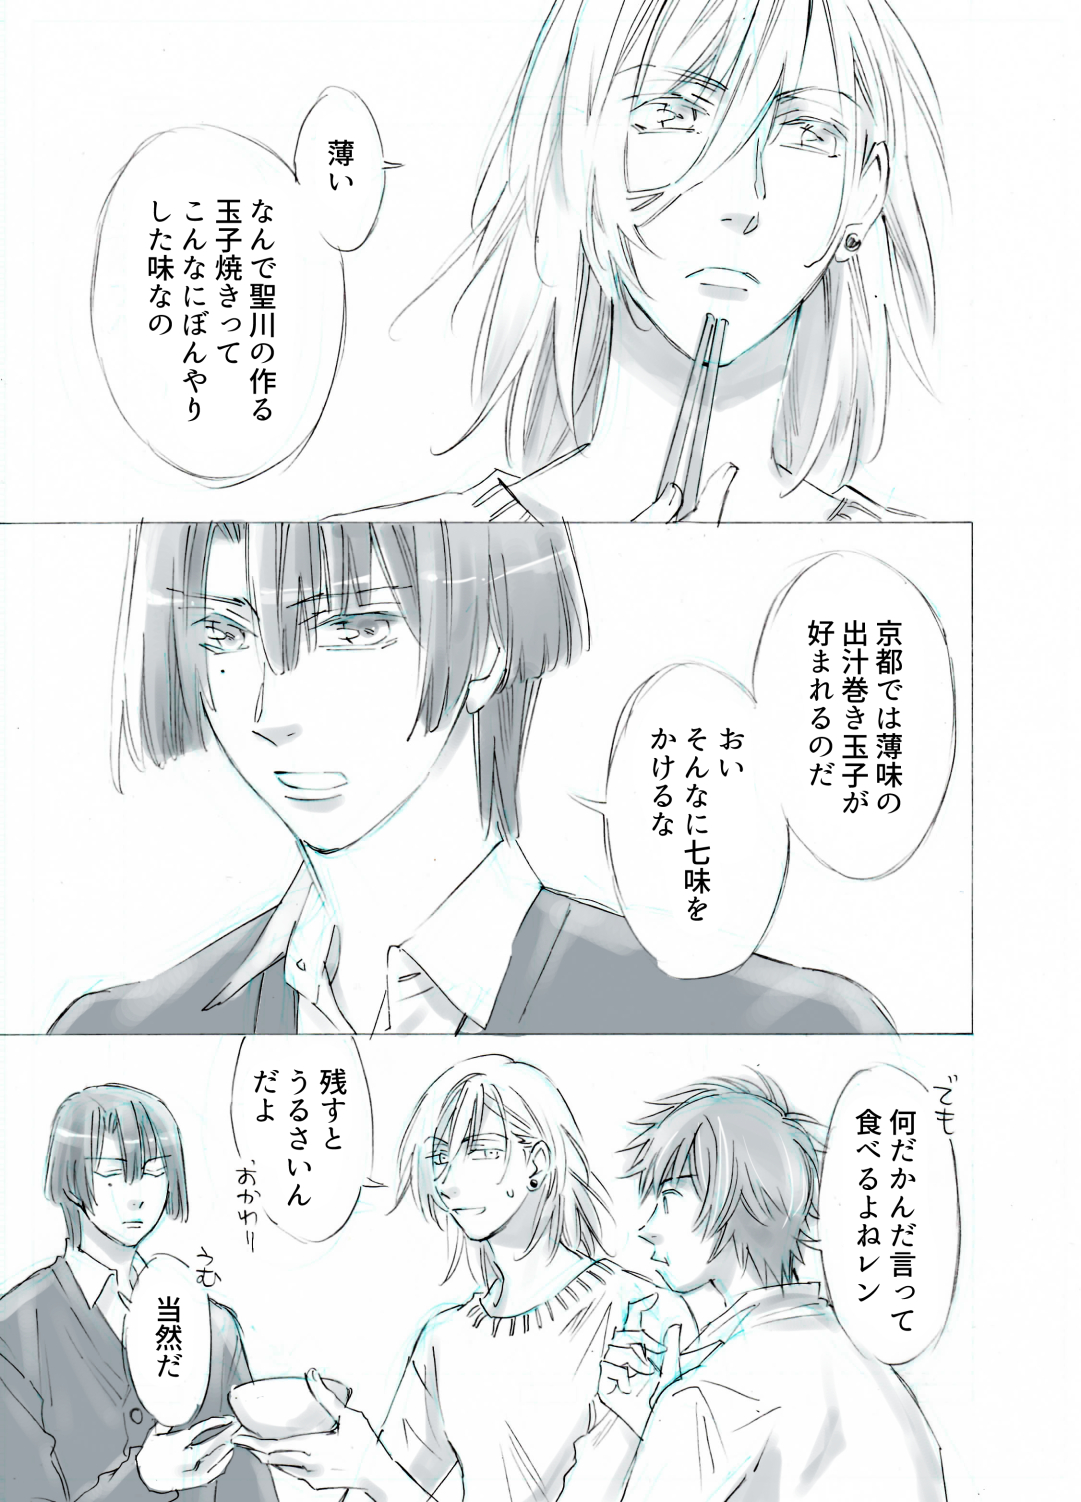 薄い
なんで聖川の作る
玉子焼きって
こんなにぼんやり
した味なの
京都では薄味の
出汁巻き玉子が
好まれるのだ
おい
そんなに七味を
かけるな
でも
何だかんだ言って
食べるよねレン
残すと
うるさいん
だよ
おかわり
うむ
当然だ